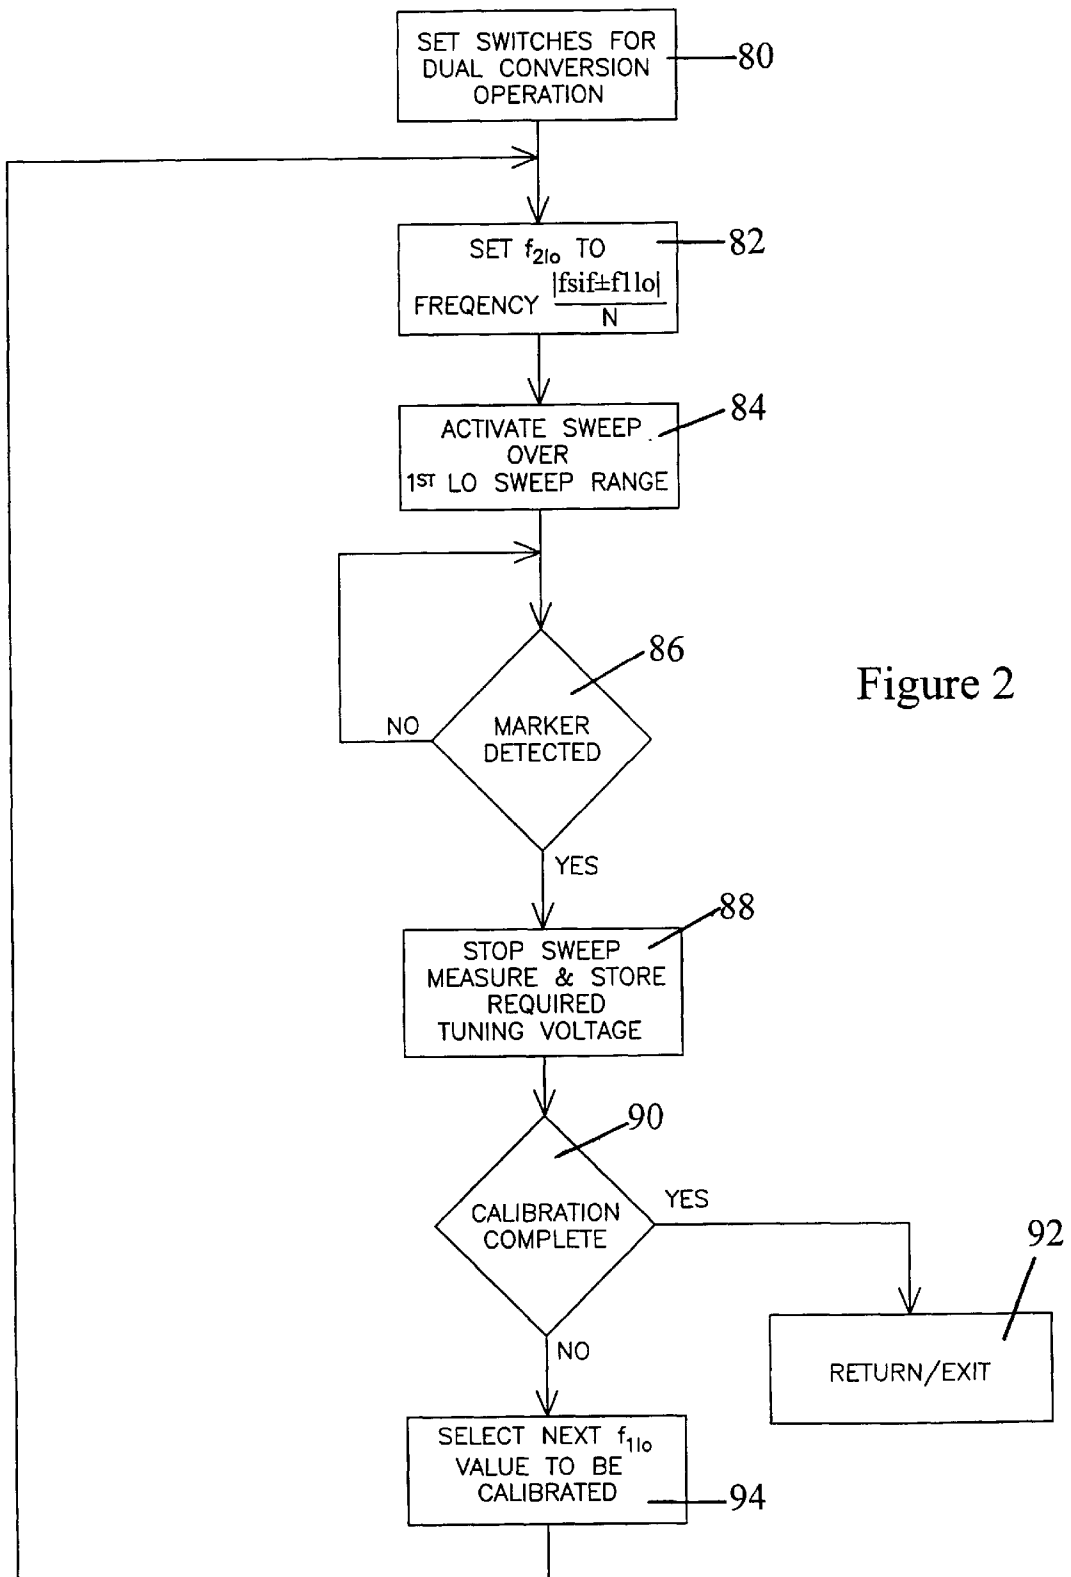 SET SWITCHES FOR
DUAL CONVERSION
OPERATION
80
SET f2lo TO
FREQENCY |fsif±f1lo|
N
82
ACTIVATE SWEEP
OVER
1ST LO SWEEP RANGE
84
MARKER
DETECTED
86
NO
YES
Figure 2
STOP SWEEP
MEASURE & STORE
REQUIRED
TUNING VOLTAGE
88
CALIBRATION
COMPLETE
90
YES
NO
RETURN/EXIT
92
SELECT NEXT f1lo
VALUE TO BE
CALIBRATED
94